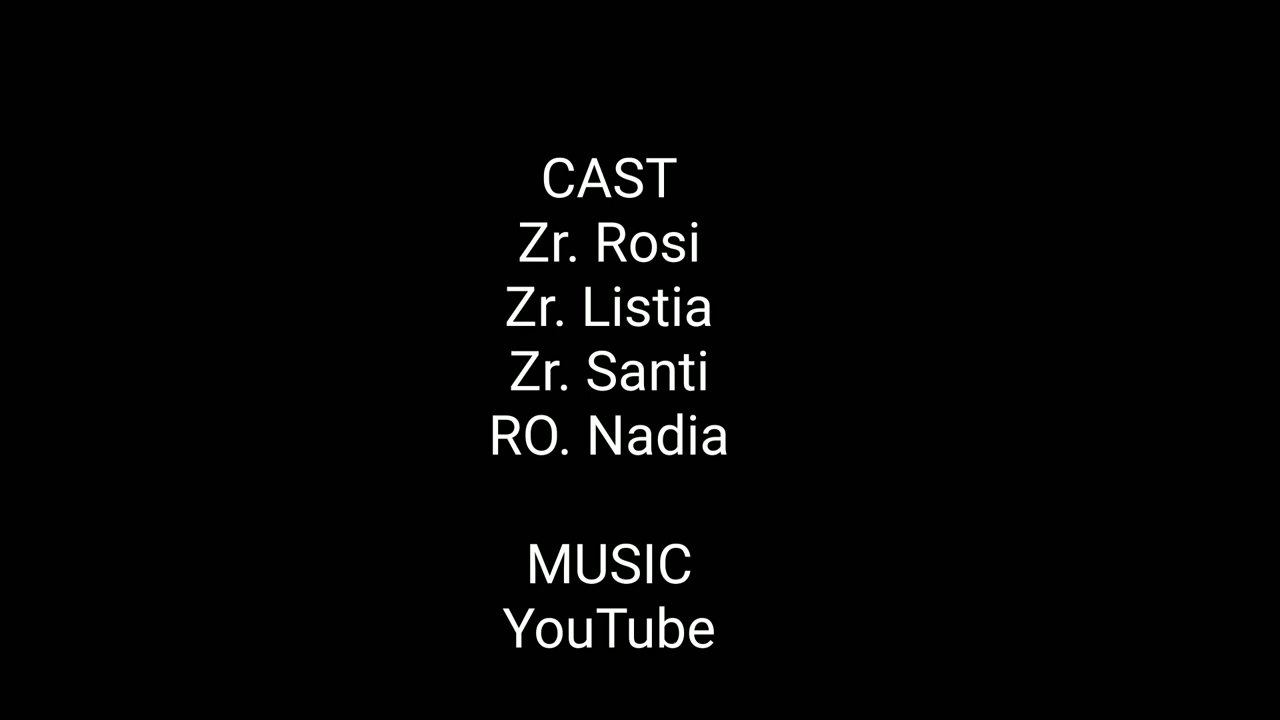 CAST
Zr. Rosi
Zr. Listia
Zr. Santi
RO. Nadia
MUSIC
YouTube